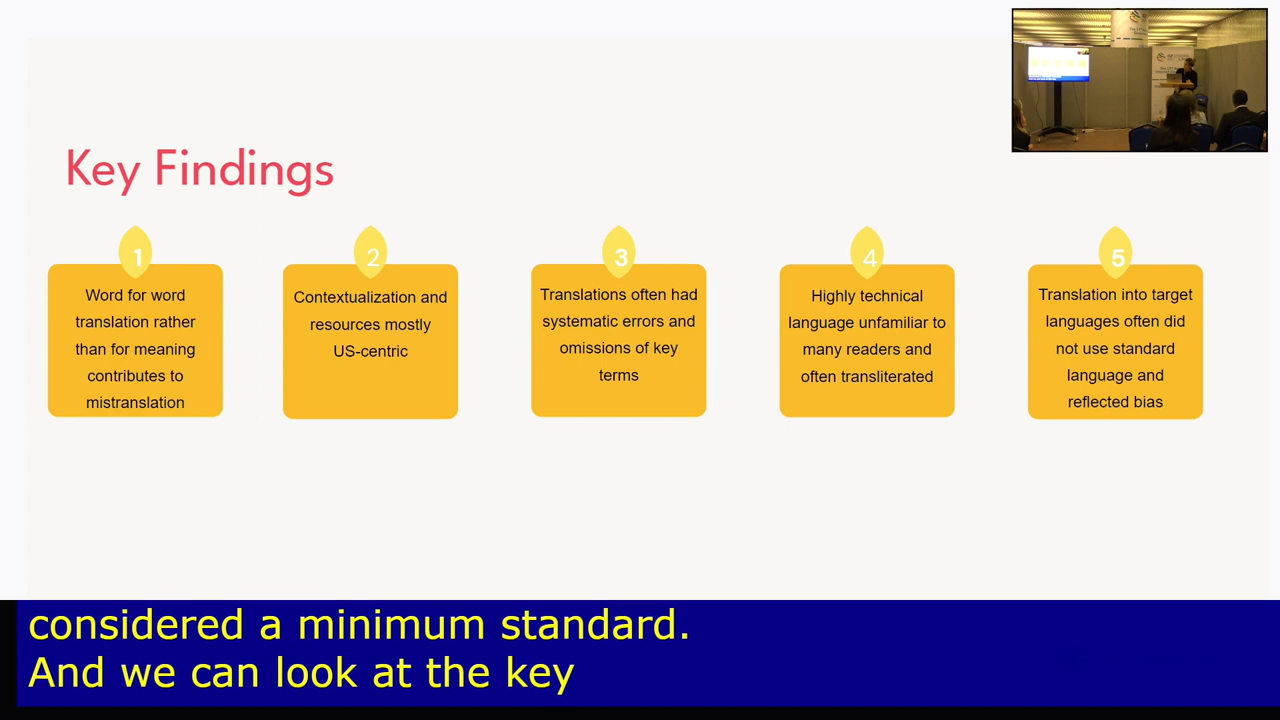 Key Findings
1
Word for word
translation rather
than for meaning
contributes to
mistranslation
2
Contextualization and
resources mostly
US-centric
3
Translations often had
systematic errors and
omissions of key
terms
4
Highly technical
language unfamiliar to
many readers and
often transliterated
5
Translation into target
languages often did
not use standard
language and
reflected bias
considered a minimum standard.
And we can look at the key